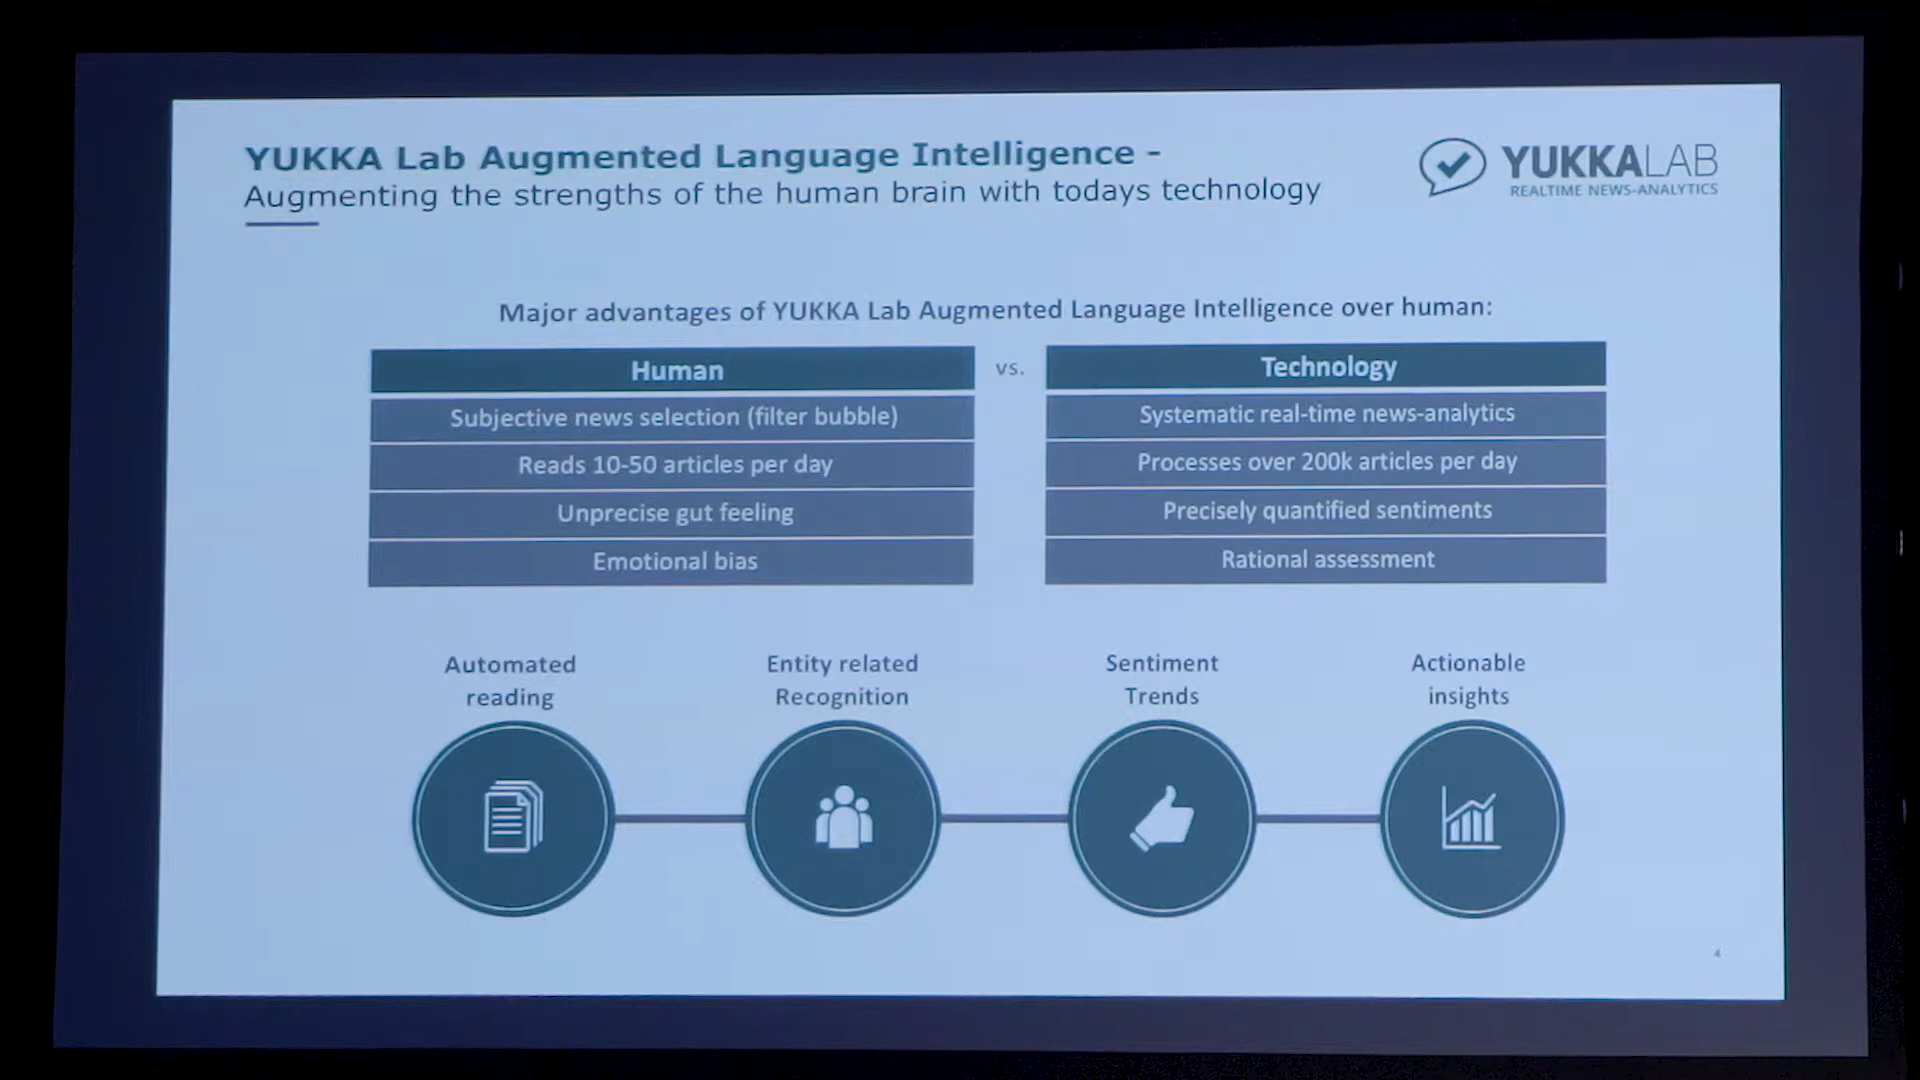 YUKKA Lab Augmented Language Intelligence -
Augmenting the strengths of the human brain with todays technology
YUKKALAB
REALTIME NEWS-ANALYTICS
Major advantages of YUKKA Lab Augmented Language Intelligence over human:
Human vs. Technology
Subjective news selection (filter bubble) Systematic real-time news-analytics
Reads 10-50 articles per day Processes over 200k articles per day
Unprecise gut feeling Precisely quantified sentiments
Emotional bias Rational assessment
Automated reading
Entity related Recognition
Sentiment Trends
Actionable insights
4